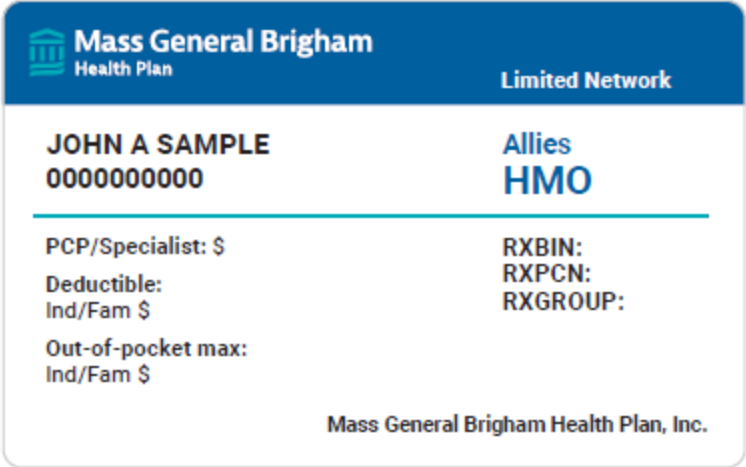 Mass General Brigham
Health Plan
Limited Network
JOHN A SAMPLE
0000000000
Allies
HMO
PCP/Specialist: $
Deductible:
Ind/Fam $
Out-of-pocket max:
Ind/Fam $
RXBIN:
RXPCN:
RXGROUP:
Mass General Brigham Health Plan, Inc.